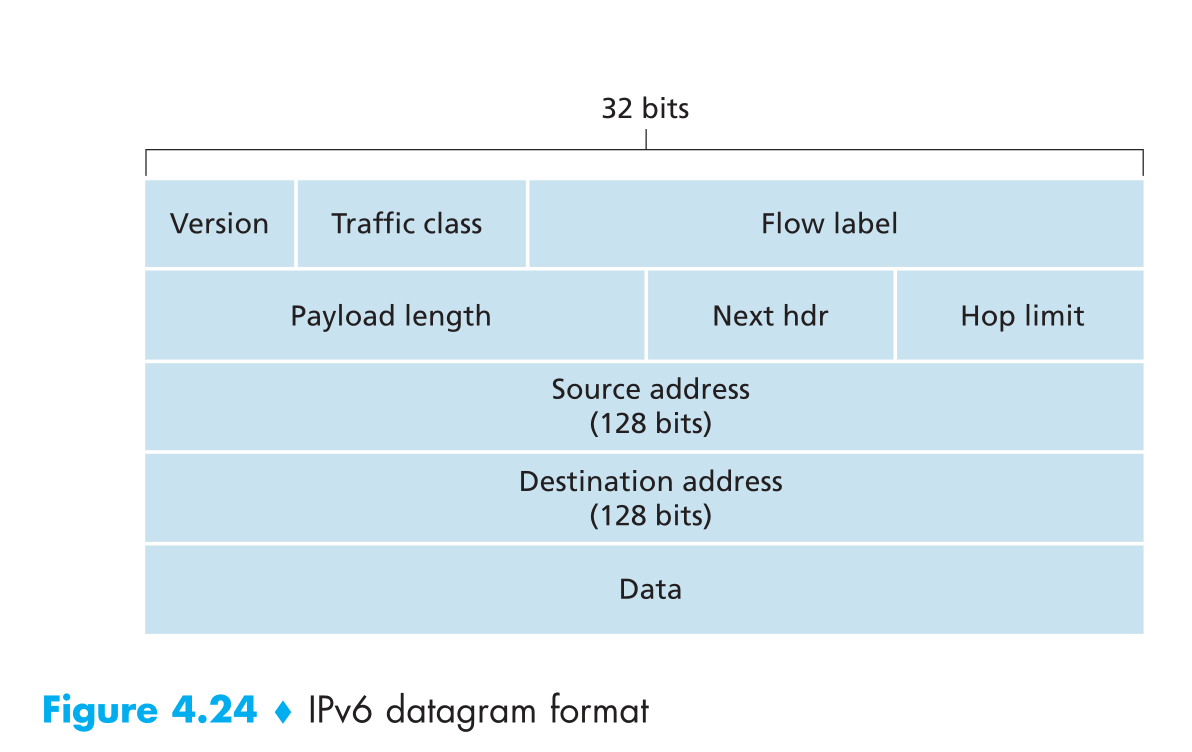 32 bits
Version Traffic class Flow label
Payload length Next hdr Hop limit
Source address
(128 bits)
Destination address
(128 bits)
Data
Figure 4.24 ♦ IPv6 datagram format